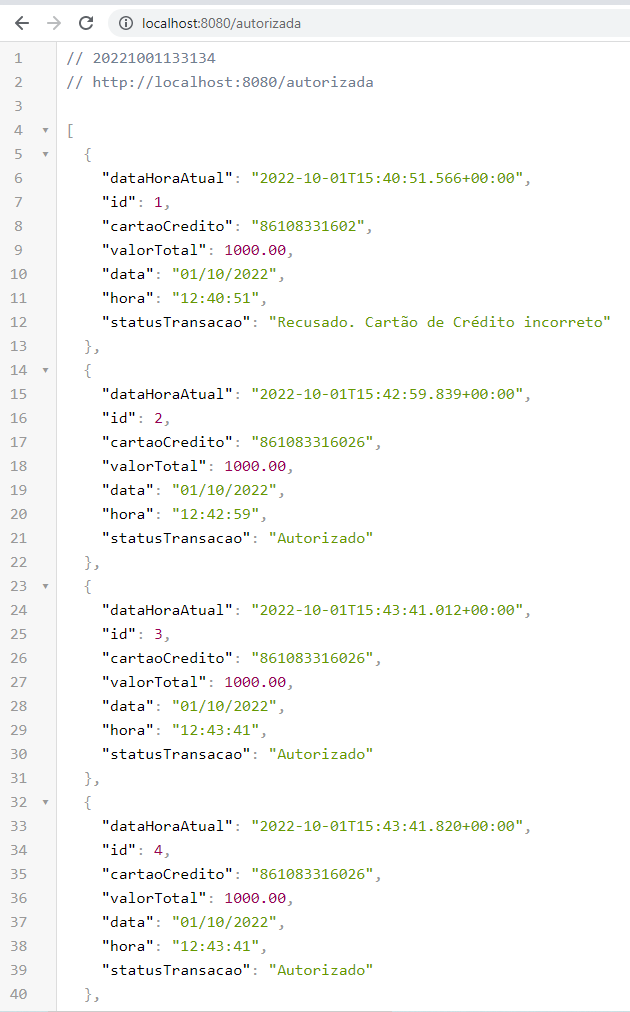 localhost:8080/autorizada
1 // 20221001133134
2 // http://localhost:8080/autorizada
3
4 [
5 {
6 "dataHoraAtual": "2022-10-01T15:40:51.566+00:00",
7 "id": 1,
8 "cartaoCredito": "86108331602",
9 "valorTotal": 1000.00,
10 "data": "01/10/2022",
11 "hora": "12:40:51",
12 "statusTransacao": "Recusado. Cartão de Crédito incorreto"
13 },
14 {
15 "dataHoraAtual": "2022-10-01T15:42:59.839+00:00",
16 "id": 2,
17 "cartaoCredito": "861083316026",
18 "valorTotal": 1000.00,
19 "data": "01/10/2022",
20 "hora": "12:42:59",
21 "statusTransacao": "Autorizado"
22 },
23 {
24 "dataHoraAtual": "2022-10-01T15:43:41.012+00:00",
25 "id": 3,
26 "cartaoCredito": "861083316026",
27 "valorTotal": 1000.00,
28 "data": "01/10/2022",
29 "hora": "12:43:41",
30 "statusTransacao": "Autorizado"
31 },
32 {
33 "dataHoraAtual": "2022-10-01T15:43:41.820+00:00",
34 "id": 4,
35 "cartaoCredito": "861083316026",
36 "valorTotal": 1000.00,
37 "data": "01/10/2022",
38 "hora": "12:43:41",
39 "statusTransacao": "Autorizado"
40 },